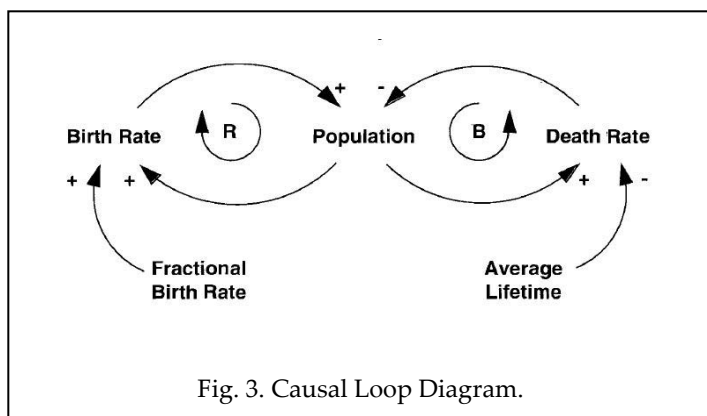 + -
Birth Rate R Population B Death Rate
+ + + -
Fractional
Birth Rate
Average
Lifetime
Fig. 3. Causal Loop Diagram.